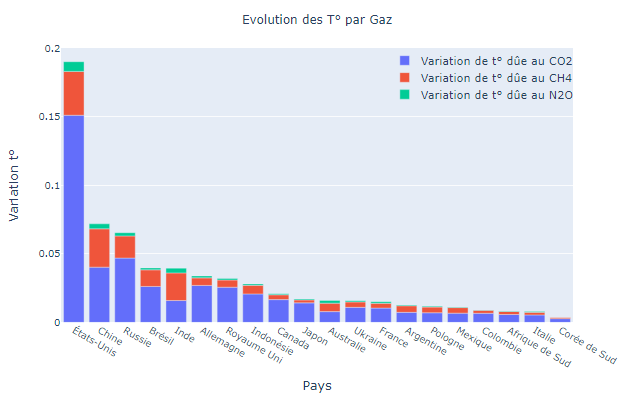 Evolution des T° par Gaz
Variation de t° dûe au CO2
Variation de t° dûe au CH4
Variation de t° dûe au N2O
Variation t°
0.2
0.15
0.1
0.05
0
États-Unis
Chine
Russie
Brésil
Inde
Allemagne
Royaume Uni
Indonésie
Canada
Japon
Australie
Ukraine
France
Argentine
Pologne
Mexique
Colombie
Afrique de Sud
Italie
Corée de Sud
Pays